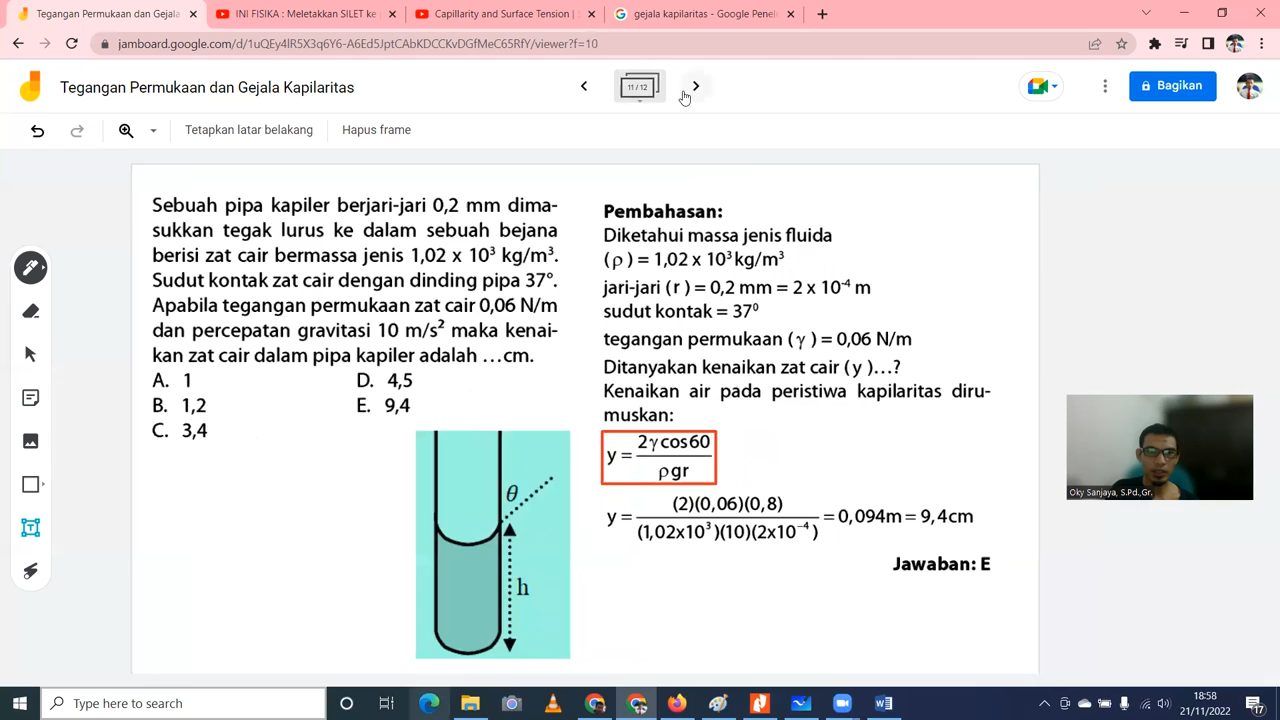 Tegangan Permukaan dan Gejala
INI FISIKA : Meletakkan SILET ke
Capillarity and Surface Tension |
gejala kapilaritas - Google Penel
jamboard.google.com/d/1uQEy4lR5X3q6Y6-A6Ed5JptCAbKDCCKvDGfMeC65RfY/viewer?f=10
Tegangan Permukaan dan Gejala Kapilaritas
11 / 12
Bagikan
Tetapkan latar belakang
Hapus frame
Sebuah pipa kapiler berjari-jari 0,2 mm dima-
sukkan tegak lurus ke dalam sebuah bejana
berisi zat cair bermassa jenis 1,02 x 10³ kg/m³.
Sudut kontak zat cair dengan dinding pipa 37°.
Apabila tegangan permukaan zat cair 0,06 N/m
dan percepatan gravitasi 10 m/s² maka kenai-
kan zat cair dalam pipa kapiler adalah …cm.
A. 1
D. 4,5
B. 1,2
E. 9,4
C. 3,4
θ
h
Pembahasan:
Diketahui massa jenis fluida
(ρ) = 1,02 x 10³ kg/m³
jari-jari (r) = 0,2 mm = 2 x 10⁻⁴ m
sudut kontak = 37⁰
tegangan permukaan (γ) = 0,06 N/m
Ditanyakan kenaikan zat cair (y)…?
Kenaikan air pada peristiwa kapilaritas diru-
muskan:
y = 2γcos60 / ρgr
y = (2)(0,06)(0,8) / (1,02x10³)(10)(2x10⁻⁴) = 0,094m = 9,4cm
Jawaban: E
Oky Sanjaya, S.Pd.,Gr.
Type here to search
18:58
21/11/2022
17